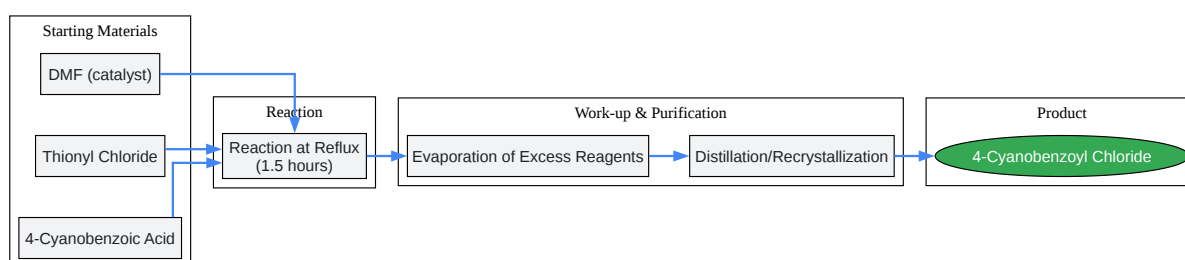 Starting Materials
DMF (catalyst)
Thionyl Chloride
4-Cyanobenzoic Acid
Reaction
Reaction at Reflux
(1.5 hours)
Work-up & Purification
Evaporation of Excess Reagents
Distillation/Recrystallization
Product
4-Cyanobenzoyl Chloride